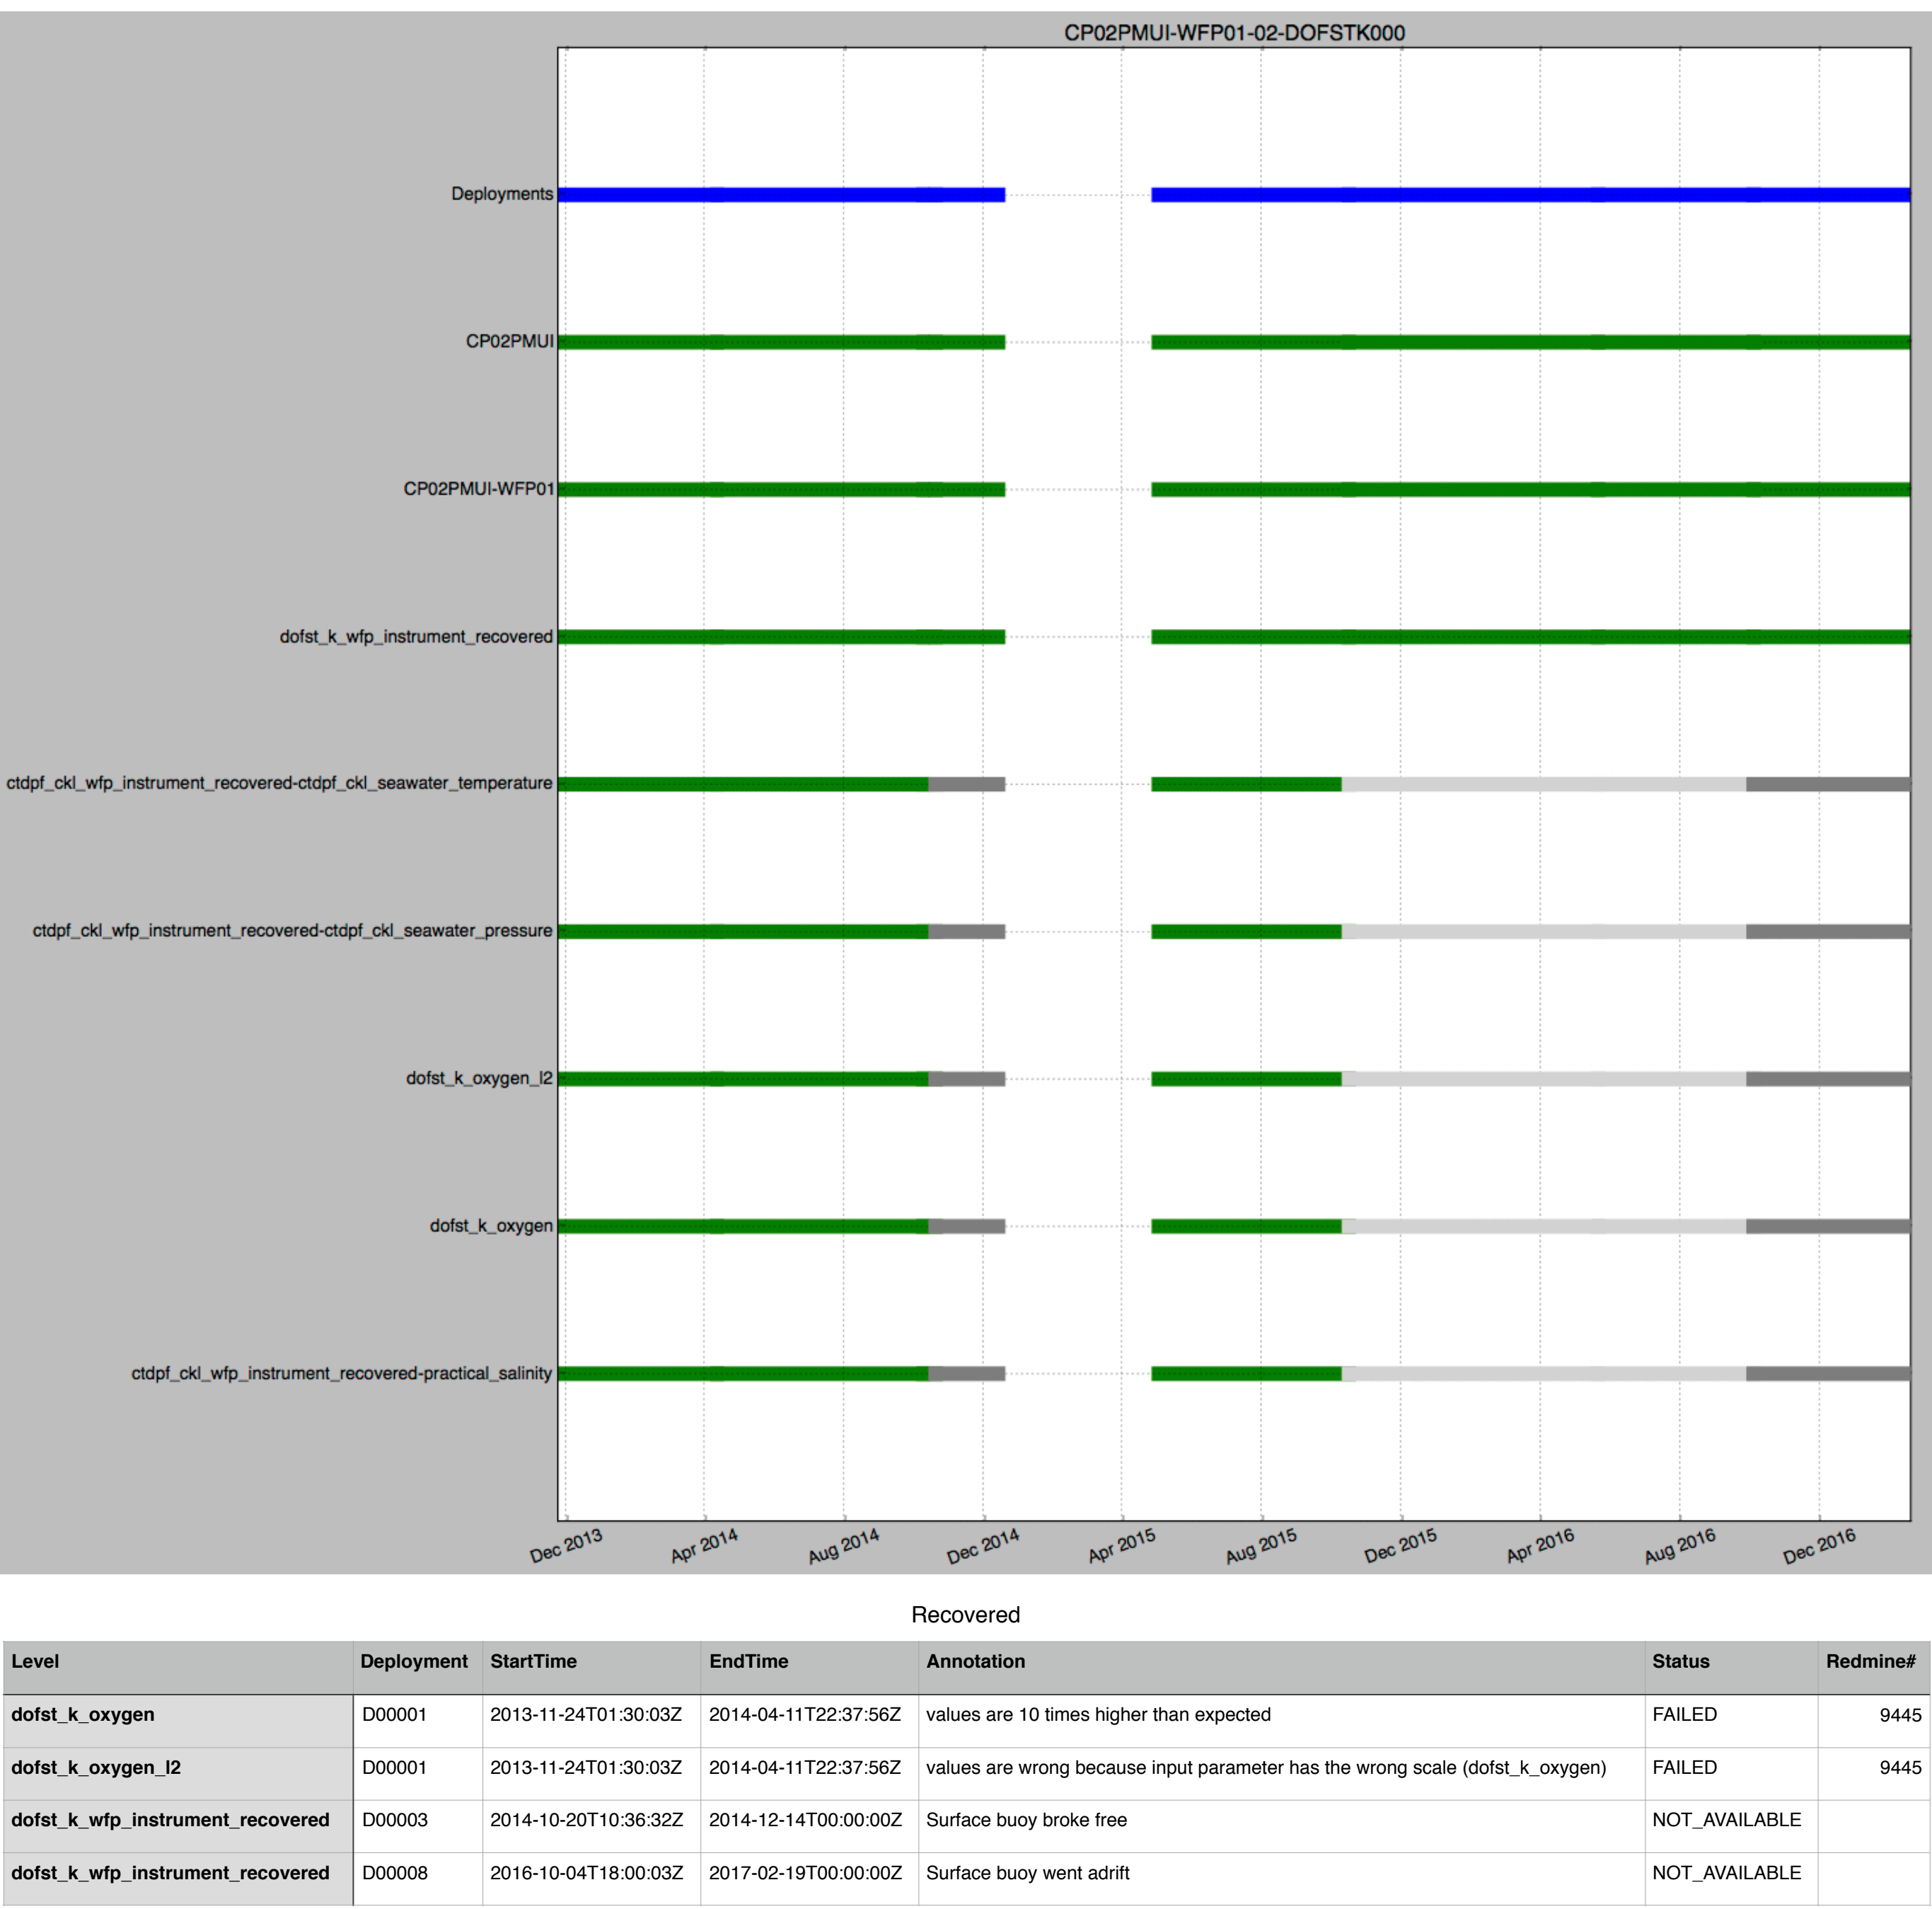 CP02PMUI-WFP01-02-DOFSTK000
Deployments
CP02PMUI
CP02PMUI-WFP01
dofst_k_wfp_instrument_recovered
ctdpf_ckl_wfp_instrument_recovered-ctdpf_ckl_seawater_temperature
ctdpf_ckl_wfp_instrument_recovered-ctdpf_ckl_seawater_pressure
dofst_k_oxygen_l2
dofst_k_oxygen
ctdpf_ckl_wfp_instrument_recovered-practical_salinity
Dec 2013 Apr 2014 Aug 2014 Dec 2014 Apr 2015 Aug 2015 Dec 2015 Apr 2016 Aug 2016 Dec 2016
Recovered
Level Deployment StartTime EndTime Annotation Status Redmine#
dofst_k_oxygen D00001 2013-11-24T01:30:03Z 2014-04-11T22:37:56Z values are 10 times higher than expected FAILED 9445
dofst_k_oxygen_l2 D00001 2013-11-24T01:30:03Z 2014-04-11T22:37:56Z values are wrong because input parameter has the wrong scale (dofst_k_oxygen) FAILED 9445
dofst_k_wfp_instrument_recovered D00003 2014-10-20T10:36:32Z 2014-12-14T00:00:00Z Surface buoy broke free NOT_AVAILABLE
dofst_k_wfp_instrument_recovered D00008 2016-10-04T18:00:03Z 2017-02-19T00:00:00Z Surface buoy went adrift NOT_AVAILABLE